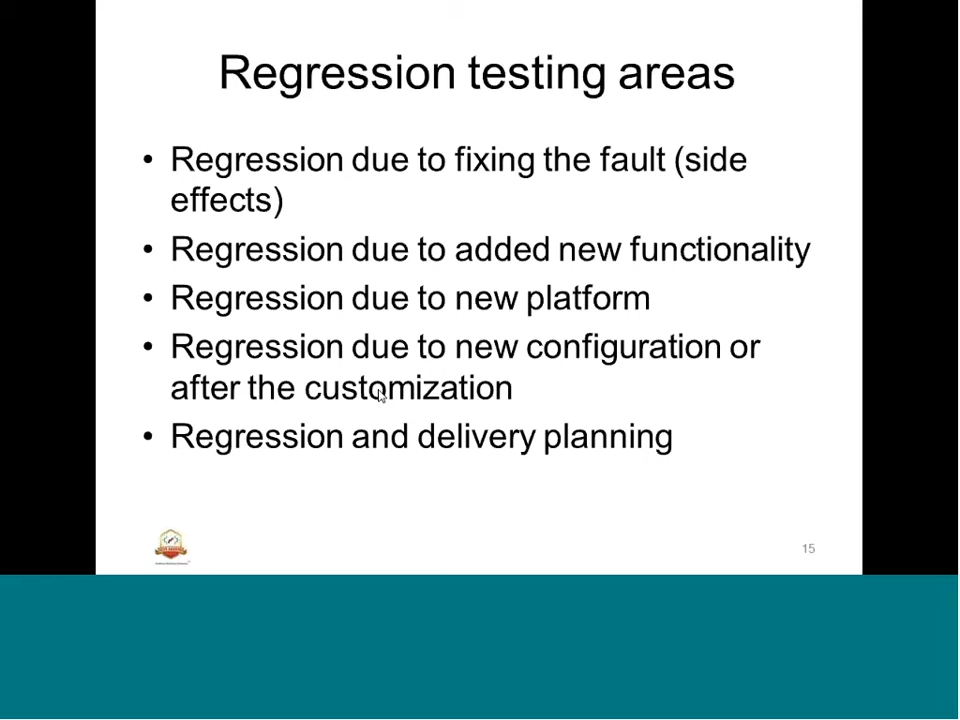 Regression testing areas
• Regression due to fixing the fault (side
effects)
• Regression due to added new functionality
• Regression due to new platform
• Regression due to new configuration or
after the customization
• Regression and delivery planning
15